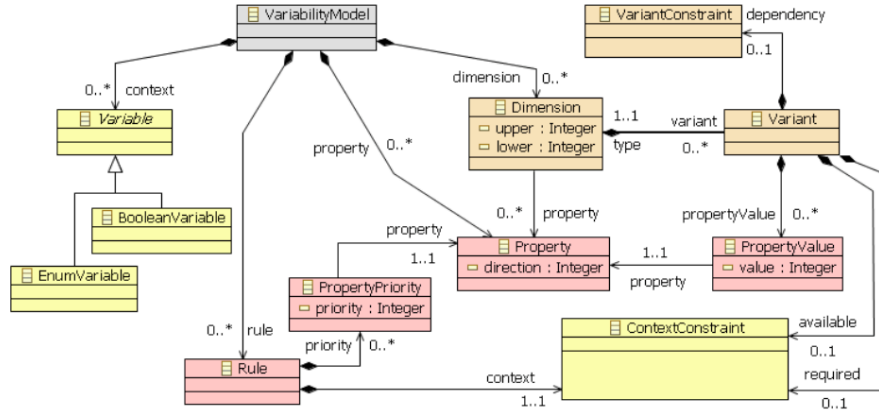 VariabilityModel
VariantConstraint
dependency
0..1
0..*
context
dimension
0..*
Variable
Dimension
upper : Integer
lower : Integer
1..1
type
variant
0..*
Variant
property
0..*
BooleanVariable
EnumVariable
0..*
property
propertyValue
0..*
property
1..1
Property
direction : Integer
1..1
property
PropertyValue
value : Integer
PropertyPriority
priority : Integer
0..*
rule
priority
0..*
ContextConstraint
available
0..1
Rule
context
1..1
required
0..1